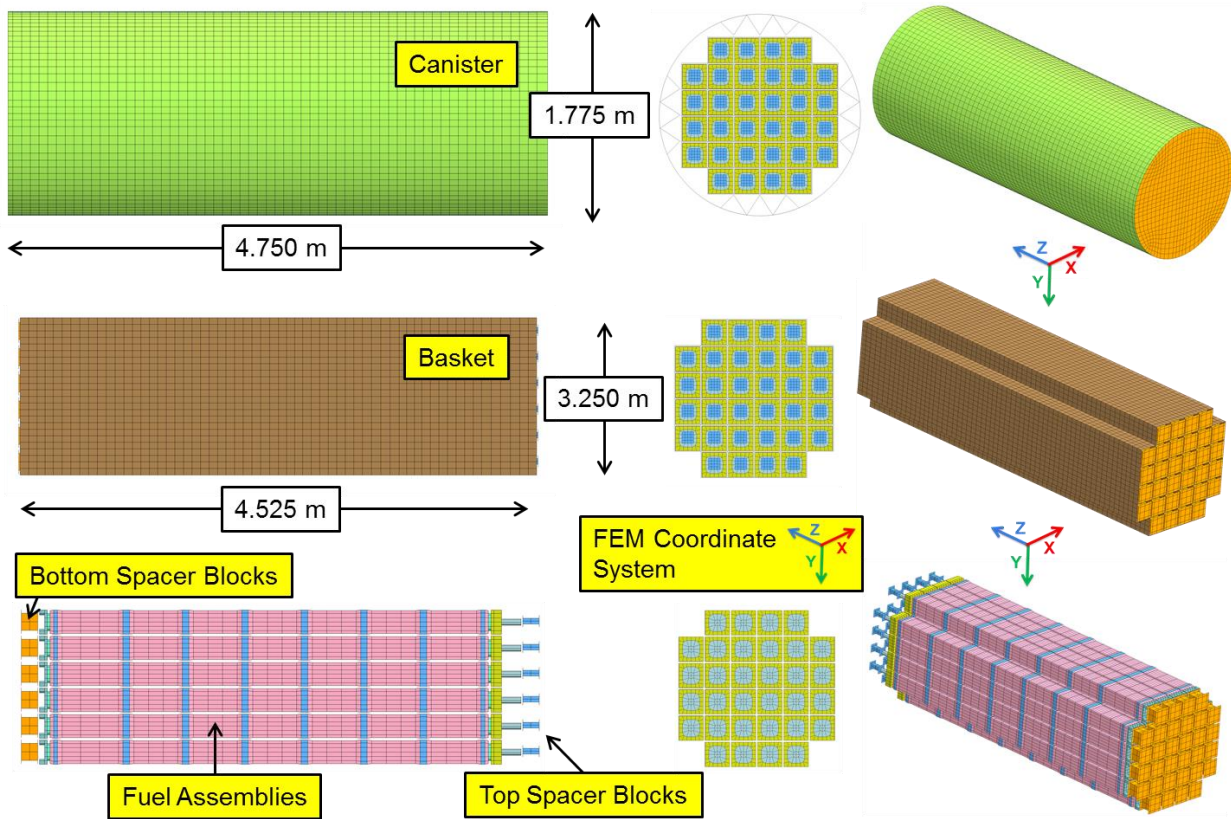 Canister
1.775 m
4.750 m
Z
X
Y
Basket
3.250 m
4.525 m
FEM Coordinate
System
Z
X
Y
Z
X
Y
Bottom Spacer Blocks
Fuel Assemblies
Top Spacer Blocks